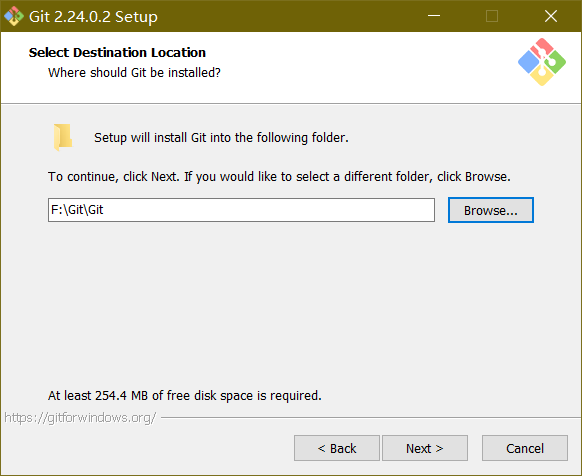 Git 2.24.0.2 Setup
Select Destination Location
Where should Git be installed?
Setup will install Git into the following folder.
To continue, click Next. If you would like to select a different folder, click Browse.
F:\Git\Git
Browse...
At least 254.4 MB of free disk space is required.
https://gitforwindows.org/
< Back
Next >
Cancel